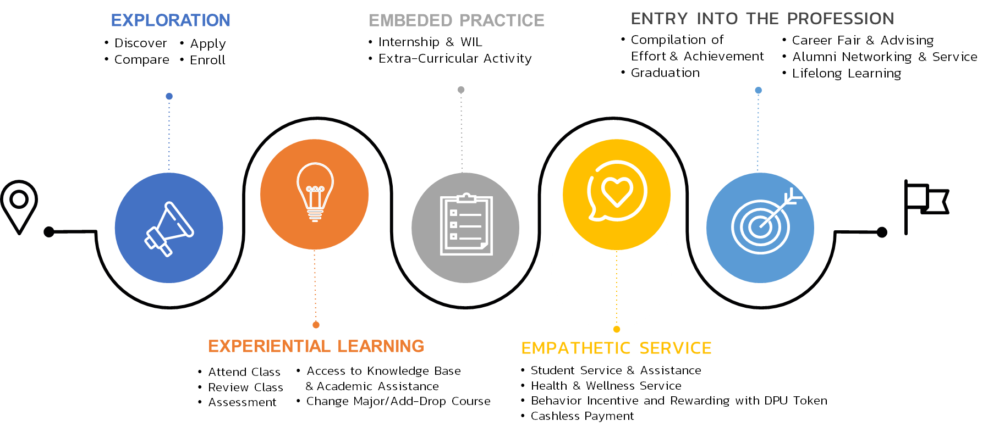 EXPLORATION
• Discover
• Compare
• Apply
• Enroll
EMBEDED PRACTICE
• Internship & WIL
• Extra-Curricular Activity
ENTRY INTO THE PROFESSION
• Compilation of
Effort & Achievement
• Graduation
• Career Fair & Advising
• Alumni Networking & Service
• Lifelong Learning
EXPERIENTIAL LEARNING
• Attend Class
• Review Class
• Assessment
• Access to Knowledge Base
& Academic Assistance
• Change Major/Add-Drop Course
EMPATHETIC SERVICE
• Student Service & Assistance
• Health & Wellness Service
• Behavior Incentive and Rewarding with DPU Token
• Cashless Payment